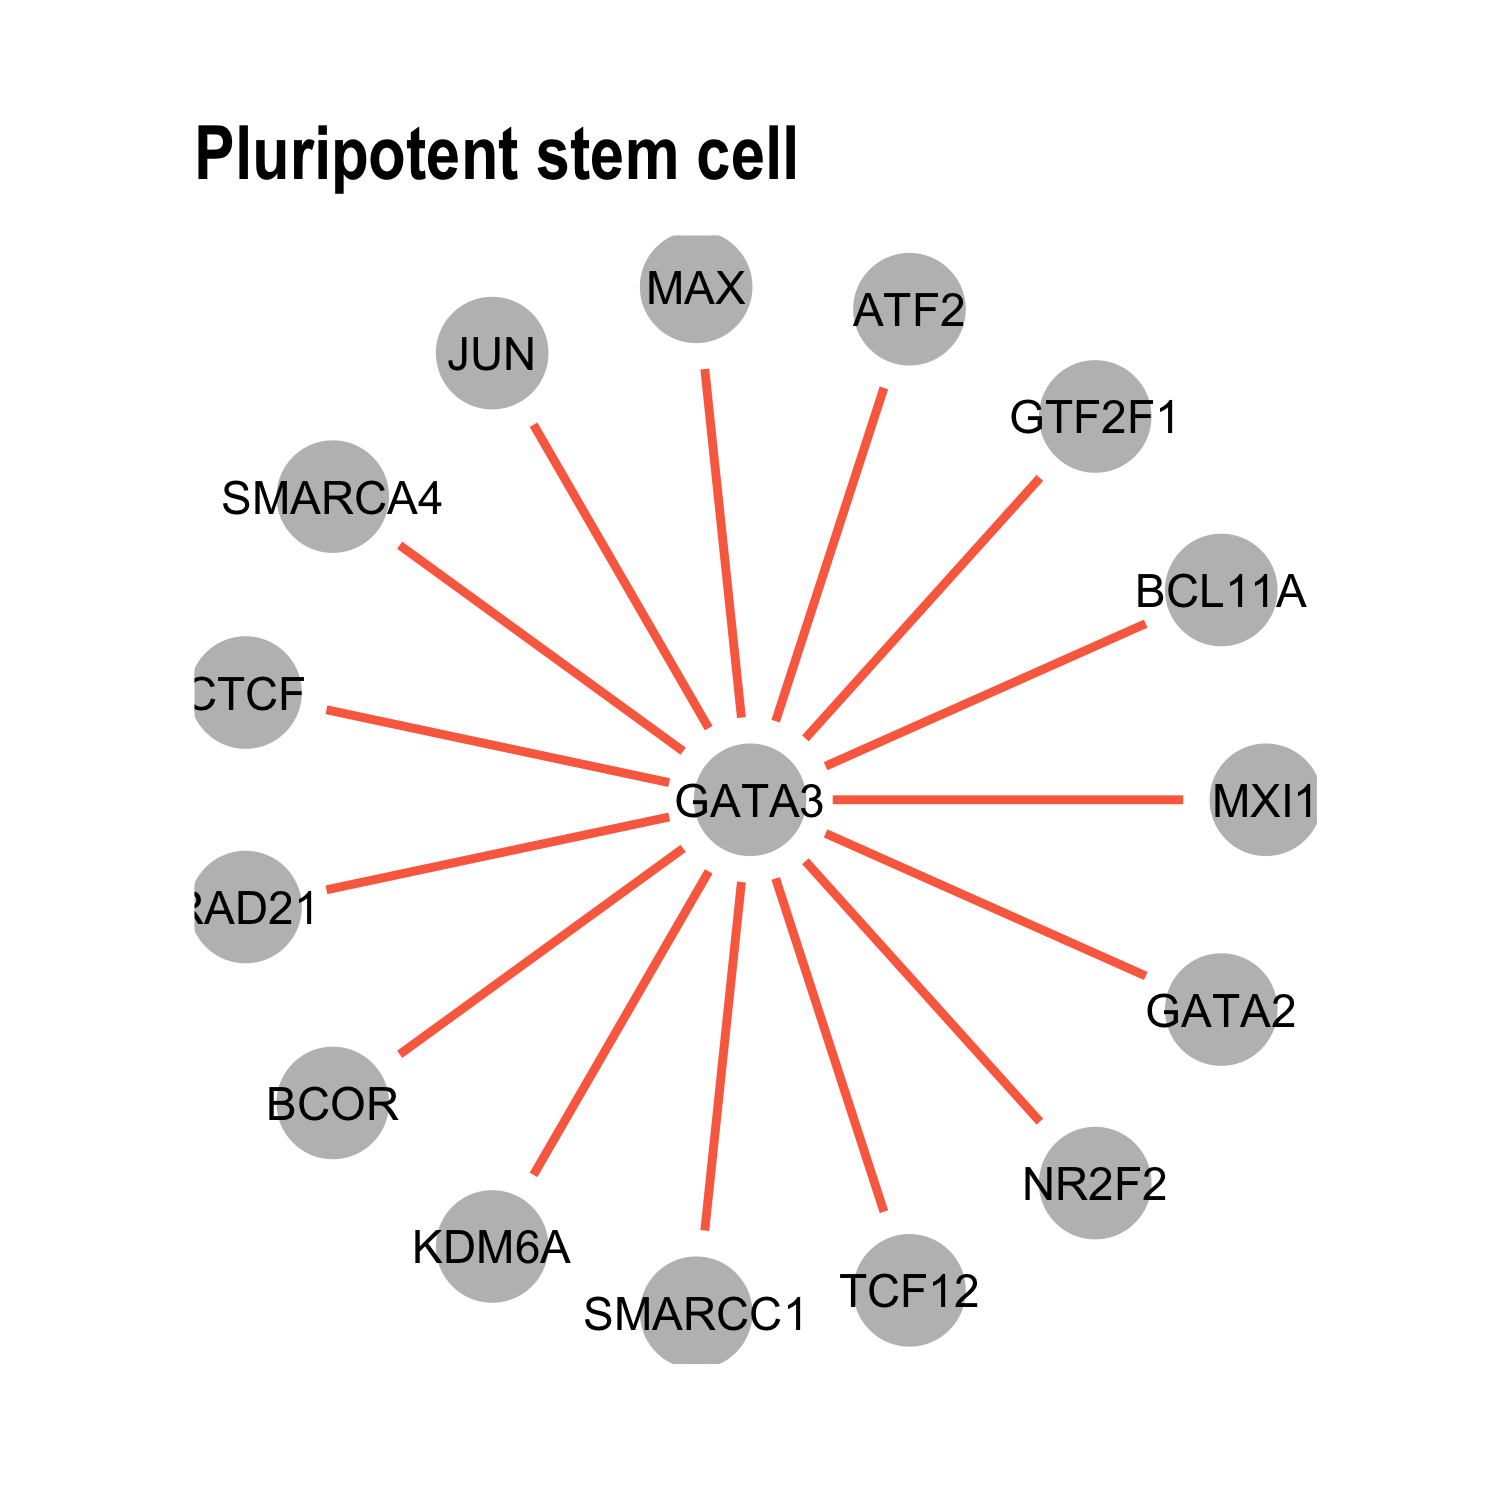 Pluripotent stem cell
MAX
ATF2
JUN
GTF2F1
SMARCA4
BCL11A
CTCF
GATA3
MXI1
RAD21
GATA2
BCOR
NR2F2
KDM6A
TCF12
SMARCC1